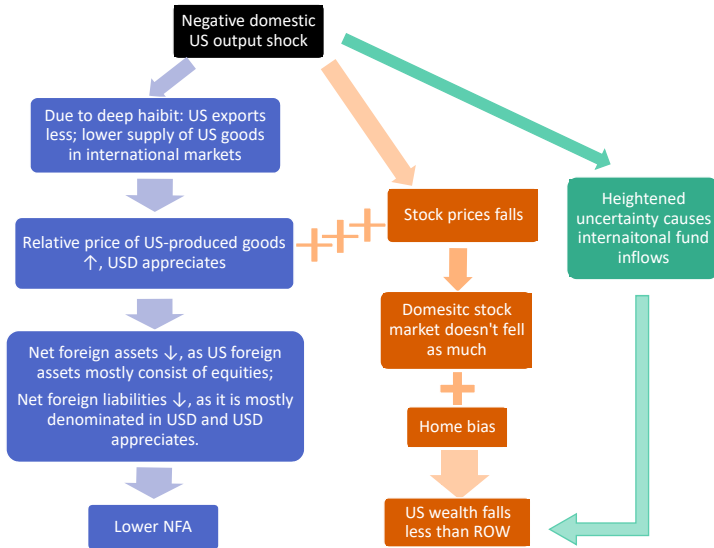 Negative domestic
US output shock
Due to deep haibit: US exports
less; lower supply of US goods
in international markets
Relative price of US-produced goods
↑, USD appreciates
Net foreign assets ↓, as US foreign
assets mostly consist of equities;
Net foreign liabilities ↓, as it is mostly
denominated in USD and USD
appreciates.
Lower NFA
Stock prices falls
Domesitc stock
market doesn't fell
as much
Home bias
US wealth falls
less than ROW
Heightened
uncertainty causes
internaitonal fund
inflows